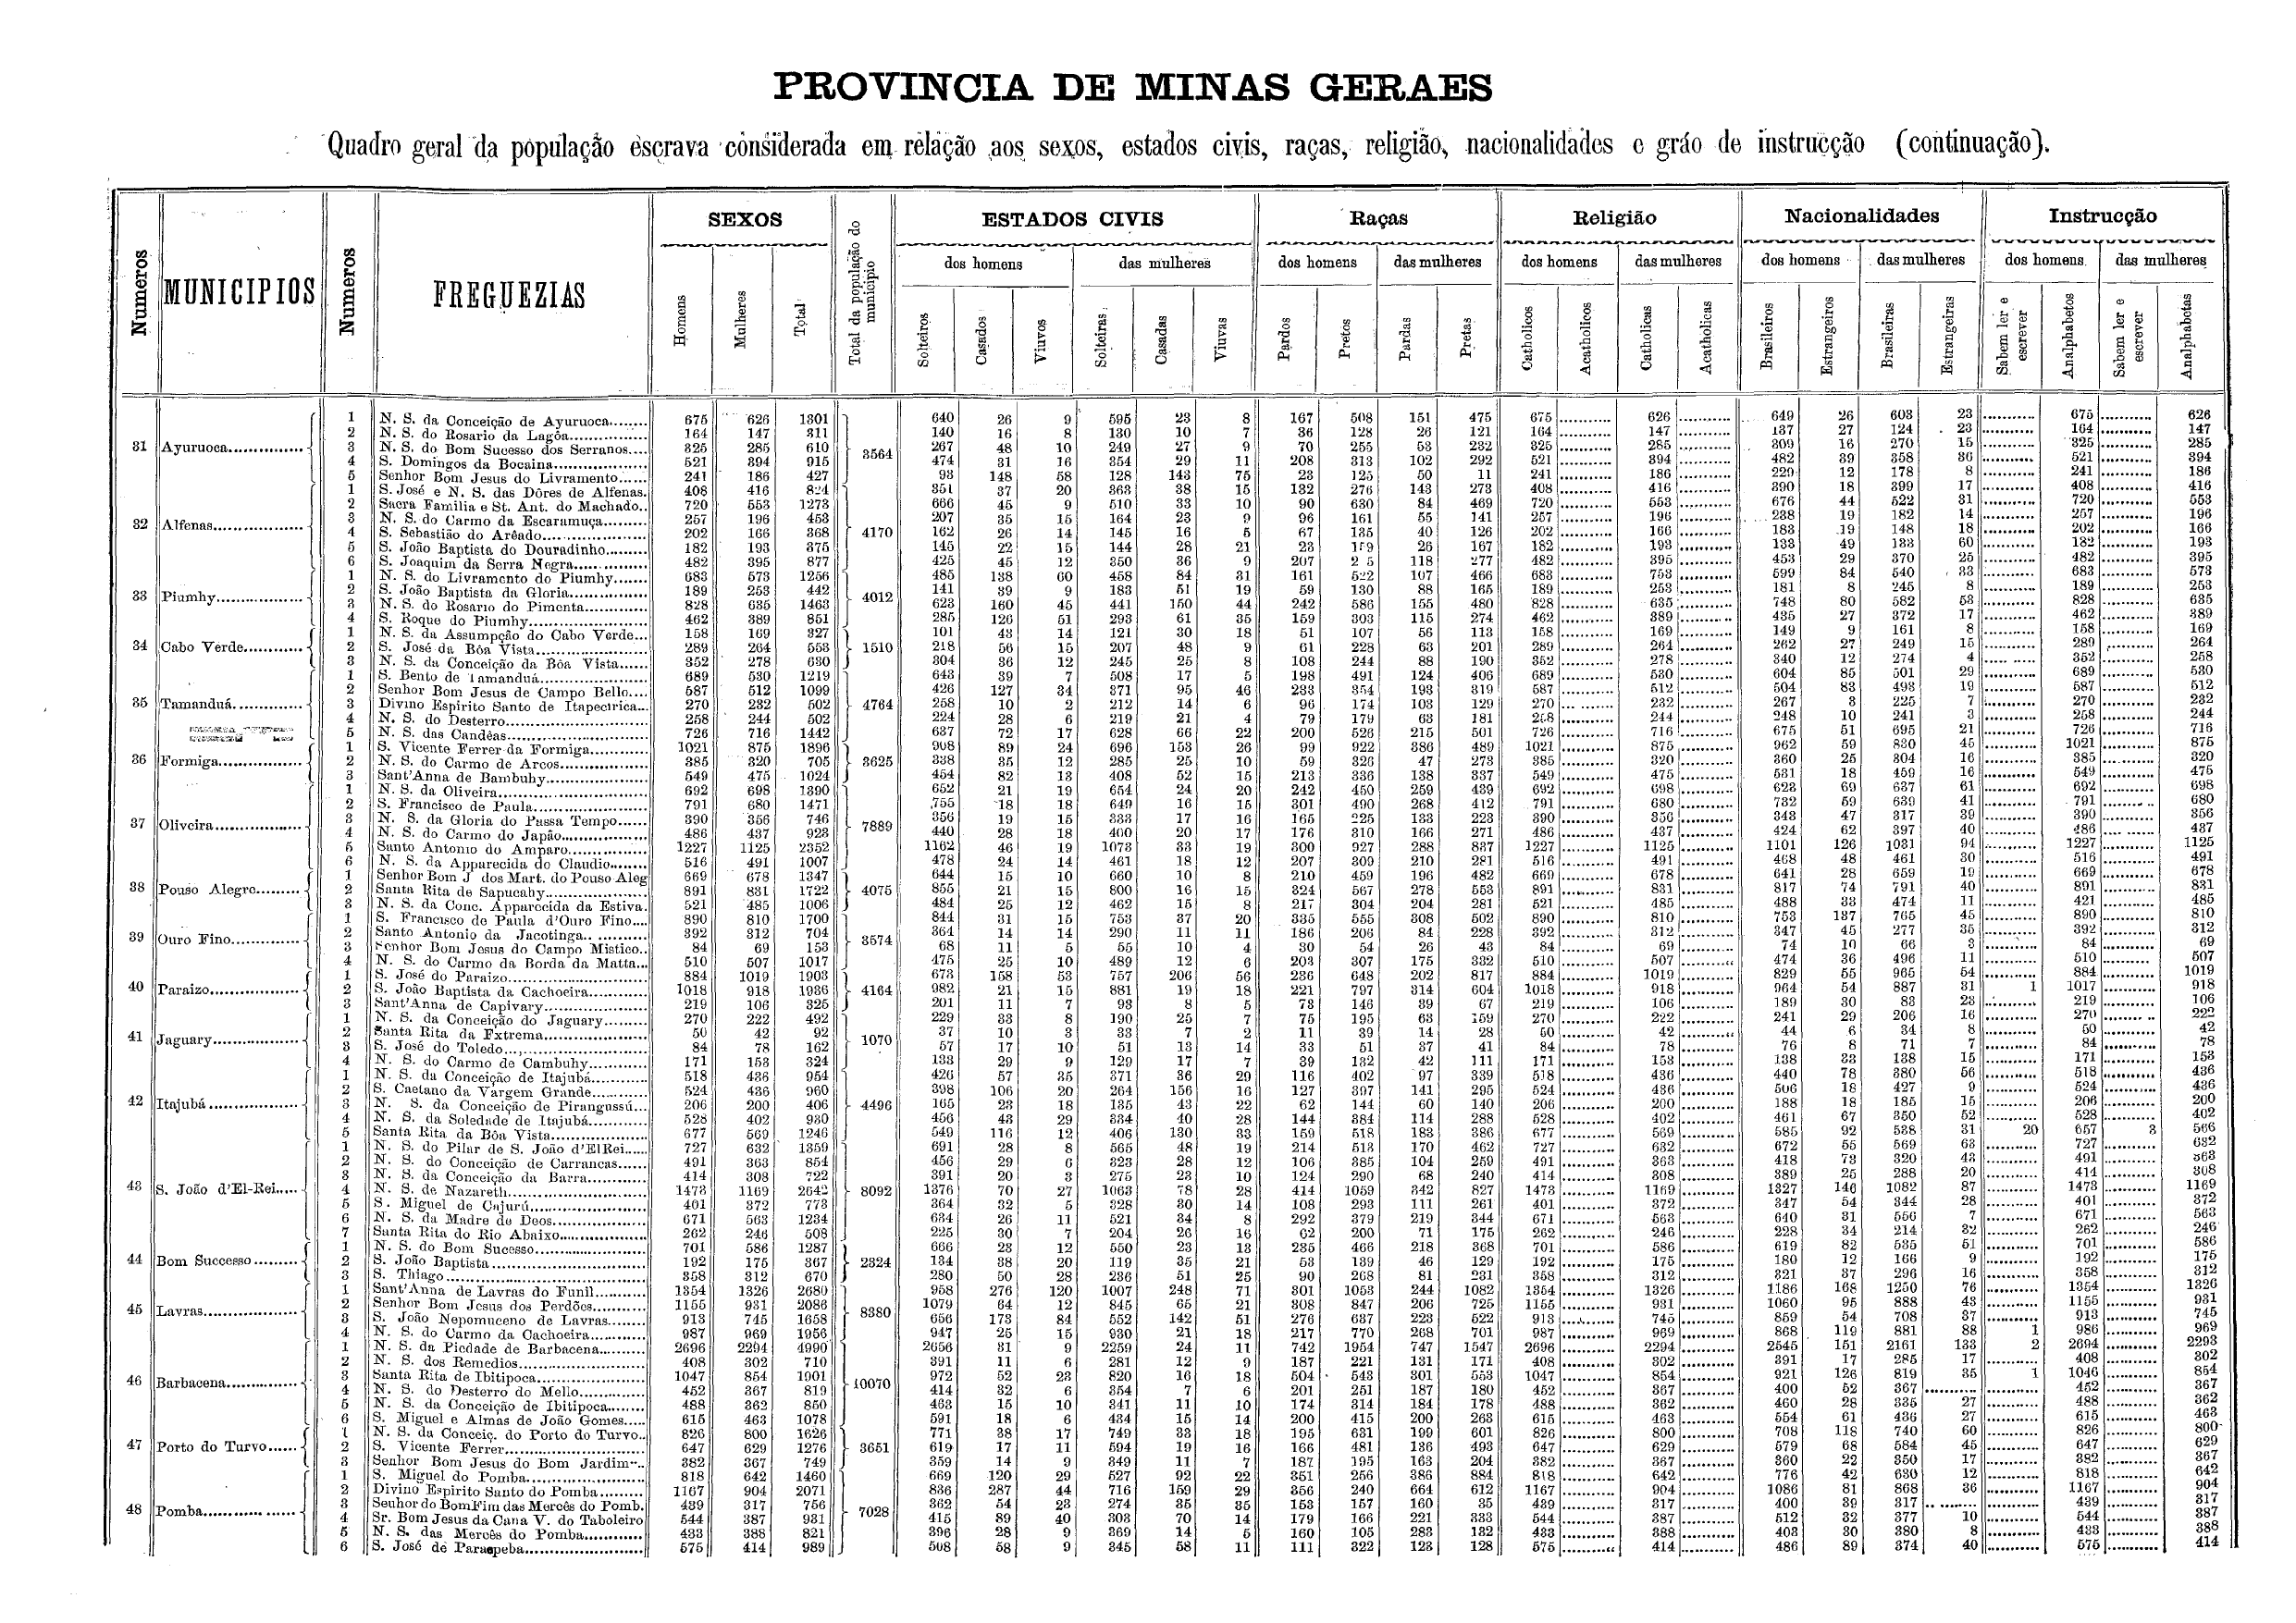 PROVINCIA DE MINAS GERAES
Quadro geral da população escrava considerada em relação aos sexos, estados civis, raças, religião, nacionalidades e gráo de instrucção (continuação).
Numeros MUNICIPIOS Numeros FREGUEZIAS SEXOS Total da população do municipio ESTADOS CIVIS Raças Religião Nacionalidades Instrucção
dos homens das mulheres dos homens das mulheres dos homens das mulheres dos homens das mulheres dos homens das mulheres
Homens Mulheres Total Solteiros Casados Viuvos Solteiras Casadas Viuvas Pardos Pretos Pardas Pretas Catholicos Acatholicos Catholicas Acatholicas Brasileiros Estrangeiros Brasileiras Estrangeiras Sabem ler e escrever Analphabetos Sabem ler e escrever Analphabetas
1 N. S. da Conceição de Ayuruoca 675 626 1301 640 26 9 595 23 8 167 508 151 475 675 626 649 26 603 23 675 626
2 N. S. do Rosario da Lagôa 164 147 311 140 16 8 130 10 7 36 128 26 121 164 147 137 27 124 23 164 147
31 Ayuruoca 3 N. S. do Bom Sucesso dos Serranos 325 285 610 3564 267 48 10 249 27 9 70 255 53 232 325 285 309 16 270 15 325 285
4 S. Domingos da Bocaina 521 394 915 474 31 16 354 29 11 208 313 102 292 521 394 482 39 358 36 521 394
5 Senhor Bom Jesus do Livramento 241 186 427 93 148 58 128 143 75 23 125 50 11 241 186 229 12 178 8 241 186
1 S. José e N. S. das Dôres de Alfenas. 408 416 824 351 37 20 363 38 15 132 276 143 273 408 416 390 18 399 17 408 416
2 Sacra Familia e St. Ant. do Machado 720 553 1273 666 45 9 510 33 10 90 630 84 469 720 553 676 44 522 31 720 553
32 Alfenas 3 N. S. do Carmo da Escaramuça 257 196 453 4170 207 35 15 164 23 9 96 161 55 141 257 196 238 19 182 14 257 196
4 S. Sebastião do Arêado 202 166 368 162 26 14 145 16 5 67 135 40 126 202 166 183 19 148 18 202 166
5 S. João Baptista do Douradinho 182 193 375 145 22 15 144 28 21 23 26 167 182 193 133 49 133 60 182 193
6 S. Joaquim da Serra Negra 482 395 877 425 45 12 350 36 9 207 118 277 482 395 453 29 370 25 482 395
1 N. S. do Livramento do Piumhy 683 573 1256 485 138 60 458 84 31 161 522 107 466 683 753 599 84 540 33 683 573
33 Piumhy 2 S. João Baptista da Gloria 189 253 442 4012 141 39 9 183 51 19 59 130 88 165 189 253 181 8 245 8 189 253
3 N. S. do Rosario do Pimenta 828 635 1463 623 160 45 441 150 44 242 586 155 480 828 635 748 80 582 53 828 635
4 S. Roque do Piumhy 462 389 851 285 126 51 293 61 35 159 303 115 274 462 389 435 27 372 17 462 389
1 N. S. da Assumpção do Cabo Verde 158 169 327 101 43 14 121 30 18 51 107 56 113 158 169 149 9 161 8 158 169
34 Cabo Verde 2 S. José da Bôa Vista 289 264 553 1510 218 56 15 207 48 9 61 228 63 201 289 264 262 27 249 15 289 264
3 N. S. da Conceição da Bôa Vista 352 278 630 304 36 12 245 25 8 108 244 88 190 352 278 340 12 274 4 352 258
1 S. Bento de Tamanduá 689 530 1219 643 39 7 508 17 5 198 491 124 406 689 530 604 85 501 29 689 530
2 Senhor Bom Jesus de Campo Bello 587 512 1099 426 127 34 371 95 46 233 354 193 319 587 512 504 83 493 19 587 512
35 Tamanduá 3 Divino Espirito Santo de Itapecirica 270 232 502 4764 258 10 2 212 14 6 96 174 103 129 270 232 267 3 225 7 270 232
4 N. S. do Desterro 258 244 502 224 28 6 219 21 4 79 179 63 181 258 244 248 10 241 3 258 244
5 N. S. das Candêas 726 716 1442 637 72 17 628 66 22 200 526 215 501 726 716 675 51 695 21 726 716
1 S. Vicente Ferrer da Formiga 1021 875 1896 908 89 24 696 153 26 99 922 386 489 1021 875 962 59 830 45 1021 875
36 Formiga 2 N. S. do Carmo de Arcos 385 320 705 3625 338 35 12 285 25 10 59 326 47 273 385 320 360 25 304 16 385 320
3 Sant'Anna de Bambuhy 549 475 1024 454 82 13 408 52 15 213 336 138 337 549 475 531 18 459 16 549 475
1 N. S. da Oliveira 692 698 1390 652 21 19 654 24 20 242 450 259 439 692 698 623 69 637 61 692 698
2 S. Francisco de Paula 791 680 1471 755 18 18 649 16 15 301 490 268 412 791 680 732 59 639 41 791 680
37 Oliveira 3 N. S. da Gloria do Passa Tempo 390 356 746 7889 356 19 15 333 17 16 165 225 133 223 390 356 343 47 317 39 390 356
4 N. S. do Carmo do Japão 486 437 923 440 28 18 400 20 17 176 310 166 271 486 437 424 62 397 40 486 437
5 Santo Antonio do Amparo 1227 1125 2352 1162 46 19 1073 33 19 300 927 288 837 1227 1125 1101 126 1031 94 1227 1125
6 N. S. da Apparecida do Claudio 516 491 1007 478 24 14 461 18 12 207 309 210 281 516 491 468 48 461 30 516 491
1 Senhor Bom J dos Mart. do Pouso Aleg 669 678 1347 644 15 10 660 10 8 210 459 196 482 669 678 641 28 659 19 669 678
38 Pouso Alegre 2 Santa Rita de Sapucahy 891 831 1722 4075 855 21 15 800 16 15 324 567 278 553 891 831 817 74 791 40 891 831
3 N. S. da Conc. Apparecida da Estiva. 521 485 1006 484 25 12 462 15 8 217 304 204 281 521 485 488 33 474 11 421 485
1 S. Francisco de Paula d'Ouro Fino 890 810 1700 844 31 15 753 37 20 335 555 308 502 890 810 753 137 765 45 890 810
39 Ouro Fino 2 Santo Antonio da Jacotinga 392 312 704 3574 364 14 14 290 11 11 186 206 84 228 392 312 347 45 277 35 392 312
3 Senhor Bom Jesus do Campo Mistico 84 69 153 68 11 5 55 10 4 30 54 26 43 84 69 74 10 66 3 84 69
4 N. S. do Carmo da Borda da Matta 510 507 1017 475 25 10 489 12 6 203 307 175 332 510 507 474 36 496 11 510 507
1 S. José do Paraizo 884 1019 1903 673 158 53 757 206 56 236 648 202 817 884 1019 829 55 965 54 884 1019
40 Paraizo 2 S. João Baptista da Cachoeira 1018 918 1936 4164 982 21 15 881 19 18 221 797 314 604 1018 918 964 54 887 31 1 1017 918
3 Sant'Anna de Capivary 219 106 325 201 11 7 93 8 5 73 146 39 67 219 106 189 30 83 23 219 106
1 N. S. da Conceição do Jaguary 270 222 492 229 33 8 190 25 7 75 195 63 159 270 222 241 29 206 16 270 222
41 Jaguary 2 Santa Rita da Extrema 50 42 92 1070 37 10 3 33 7 2 11 39 14 28 50 42 44 6 34 8 50 42
3 S. José do Toledo 84 78 162 57 17 10 51 13 14 33 51 37 41 84 78 76 8 71 7 84 78
4 N. S. do Carmo de Cambuhy 171 153 324 133 29 9 129 17 7 39 132 42 111 171 153 138 33 138 15 171 153
1 N. S. da Conceição de Itajubá 518 436 954 426 57 35 371 36 29 116 402 97 339 518 436 440 78 380 56 518 436
2 S. Caetano da Vargem Grande 524 436 960 398 106 20 264 156 16 127 397 141 295 524 436 506 18 427 9 524 436
42 Itajubá 3 N. S. da Conceição de Pirangussú 206 200 406 4496 165 23 18 135 43 22 62 144 60 140 206 200 188 18 185 15 206 200
4 N. S. da Soledade de Itajubá 528 402 930 456 43 29 334 40 28 144 384 114 288 528 402 461 67 350 52 528 402
5 Santa Rita da Bôa Vista 677 569 1246 549 116 12 406 130 33 159 518 183 386 677 569 585 92 538 31 20 657 3 566
1 N. S. do Pilar de S. João d'ElRei 727 632 1359 691 28 8 565 48 19 214 513 170 462 727 632 672 55 569 63 727 632
2 N. S. do Conceição de Carrancas 491 363 854 456 29 6 323 28 12 106 385 104 259 491 363 418 73 320 43 491 363
3 N. S. da Conceição da Barra 414 308 722 391 20 3 275 23 10 124 290 68 240 414 308 389 25 288 20 414 308
43 S. João d'El-Rei 4 N. S. de Nazareth 1473 1169 2642 8092 1376 70 27 1063 78 28 414 1059 342 827 1473 1169 1327 146 1082 87 1473 1169
5 S. Miguel de Cajurú 401 372 773 364 32 5 328 30 14 108 293 111 261 401 372 347 54 344 28 401 372
6 N. S. da Madre de Deos 671 563 1234 634 26 11 521 34 8 292 379 219 344 671 563 640 31 556 7 671 563
7 Santa Rita do Rio Abaixo 262 246 508 225 30 7 204 26 16 62 200 71 175 262 246 228 34 214 32 262 246
1 N. S. do Bom Sucesso 701 586 1287 666 23 12 550 23 13 235 466 218 368 701 586 619 82 535 51 701 586
44 Bom Successo 2 S. João Baptista 192 175 367 2324 134 38 20 119 35 21 53 139 46 129 192 175 180 12 166 9 192 175
3 S. Thiago 358 312 670 280 50 28 236 51 25 90 268 81 231 358 312 321 37 296 16 358 312
1 Sant'Anna de Lavras do Funil 1354 1326 2680 958 276 120 1007 248 71 301 1053 244 1082 1354 1326 1186 168 1250 76 1354 1326
45 Lavras 2 Senhor Bom Jesus dos Perdões 1155 931 2086 8380 1079 64 12 845 65 21 308 847 206 725 1155 931 1060 95 888 43 1155 931
3 S. João Nepomuceno de Lavras 913 745 1658 656 173 84 552 142 51 276 637 223 522 913 745 859 54 708 37 913 745
4 N. S. do Carmo da Cachoeira 987 969 1956 947 25 15 930 21 18 217 770 268 701 987 969 868 119 881 88 1 986 969
1 N. S. da Piedade de Barbacena 2696 2294 4990 2656 31 9 2259 24 11 742 1954 747 1547 2696 2294 2545 151 2161 133 2 2694 2293
2 N. S. dos Remedios 408 302 710 391 11 6 281 12 9 187 221 131 171 408 302 391 17 285 17 408 302
46 Barbacena 3 Santa Rita de Ibitipoca 1047 854 1901 10070 972 52 23 820 16 18 504 543 301 553 1047 854 921 126 819 35 1 1046 854
4 N. S. do Desterro do Mello 452 367 819 414 32 6 354 7 6 201 251 187 180 452 367 400 52 367 452 367
5 N. S. da Conceição de Ibitipoca 488 362 850 463 15 10 341 11 10 174 314 184 178 488 362 460 28 335 27 488 362
6 S. Miguel e Almas de João Gomes 615 463 1078 591 18 6 434 15 14 200 415 200 263 615 463 554 61 436 27 615 463
1 N. S. da Conceiç. do Porto do Turvo 826 800 1626 771 38 17 749 33 18 195 631 199 601 826 800 708 118 740 60 826 800
47 Porto do Turvo 2 S. Vicente Ferrer 647 629 1276 3651 619 17 11 594 19 16 166 481 136 493 647 629 579 68 584 45 647 629
3 Senhor Bom Jesus do Bom Jardim 382 367 749 359 14 9 349 11 7 187 195 163 204 382 367 360 22 350 17 382 367
1 S. Miguel do Pomba 818 642 1460 669 120 29 527 92 22 351 256 386 884 818 642 776 42 630 12 818 642
2 Divino Espirito Santo do Pomba 1167 904 2071 836 287 44 716 159 29 356 240 664 612 1167 904 1086 81 868 36 1167 904
48 Pomba 3 Senhor do BomFim das Mercês do Pomb. 439 317 756 7028 362 54 23 274 35 35 153 157 160 35 439 317 400 39 317 439 317
4 Sr. Bom Jesus da Cana V. do Taboleiro 544 387 931 415 89 40 303 70 14 179 166 221 333 544 387 512 32 377 10 544 387
5 N. S. das Mercês do Pomba 433 388 821 396 28 9 369 14 5 160 105 283 132 433 388 403 30 380 8 433 388
6 S. José de Paraopeba 575 414 989 508 58 9 345 58 11 111 322 123 128 575 414 486 89 374 40 575 414